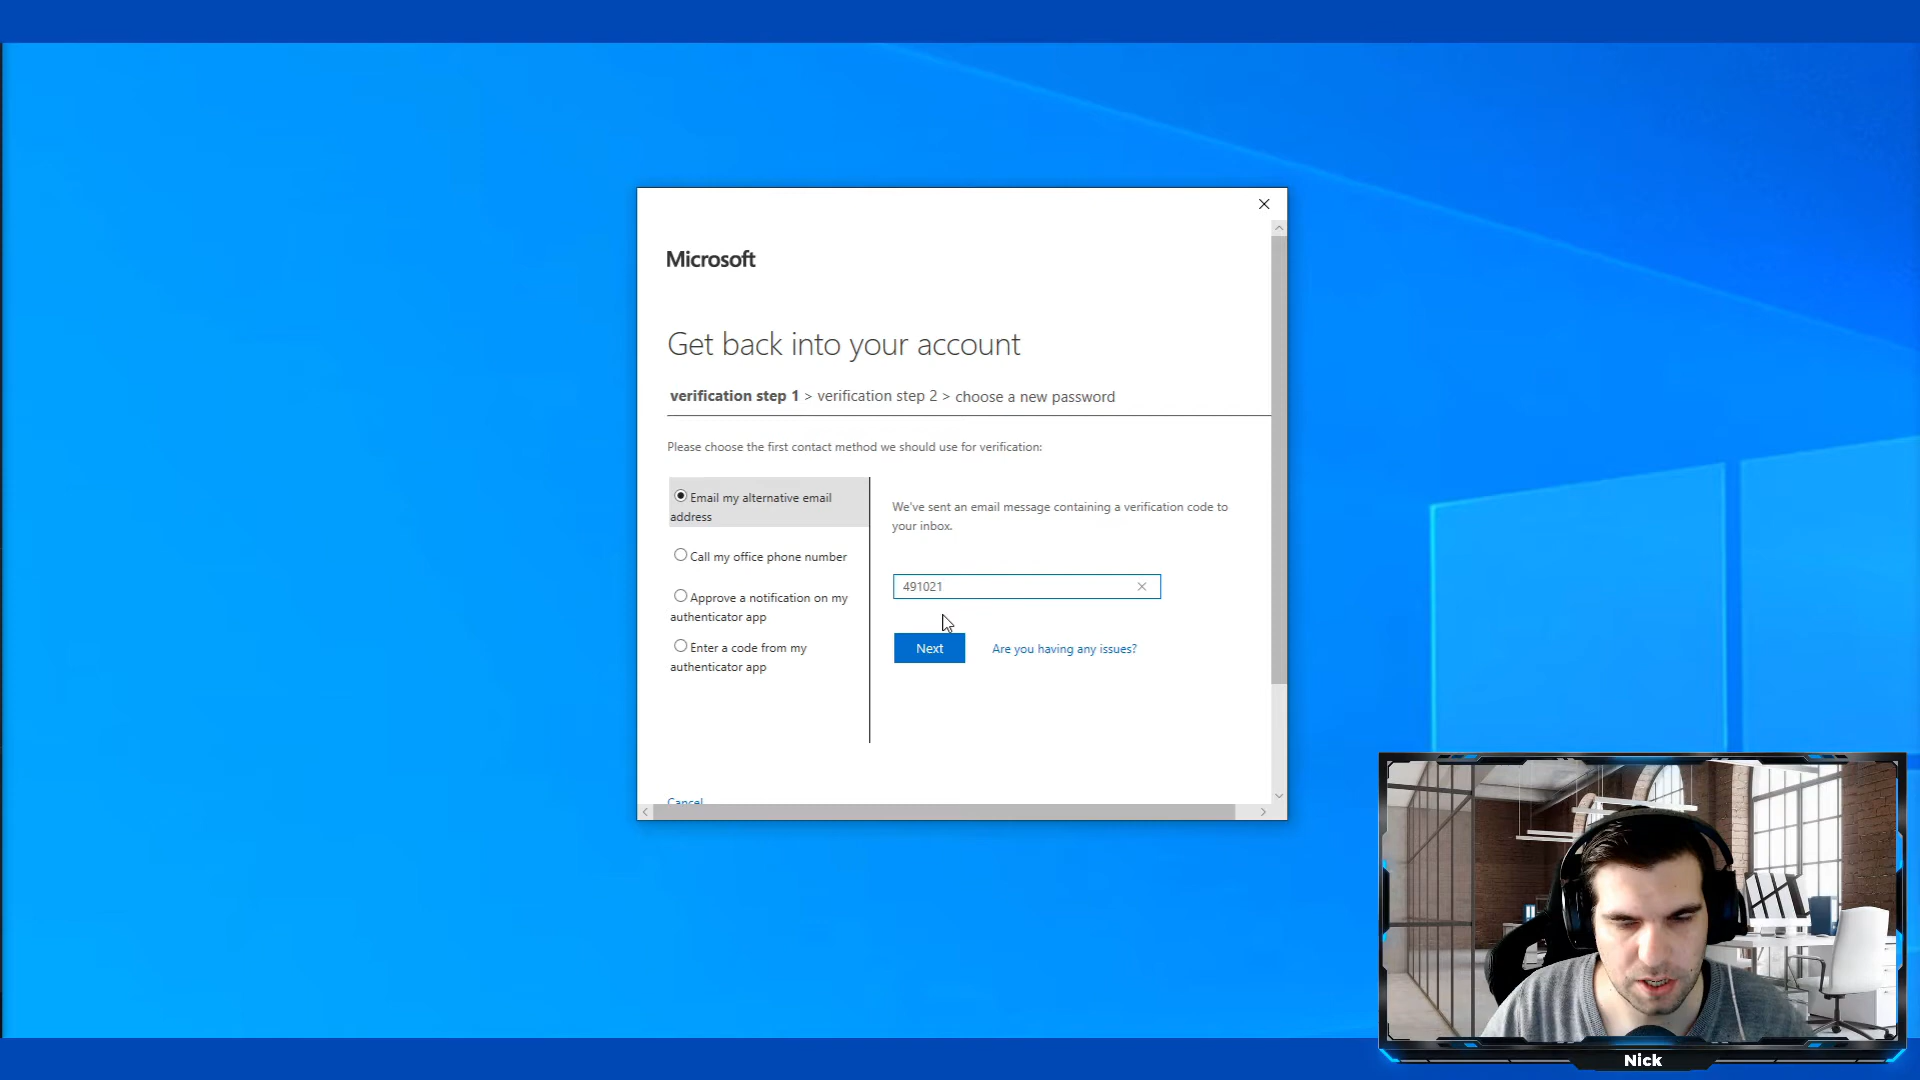 Microsoft
Get back into your account
verification step 1 > verification step 2 > choose a new password
Please choose the first contact method we should use for verification:
Email my alternative email
address
Call my office phone number
Approve a notification on my
authenticator app
Enter a code from my
authenticator app
We've sent an email message containing a verification code to
your inbox.
491021
Next
Are you having any issues?
Cancel
Nick